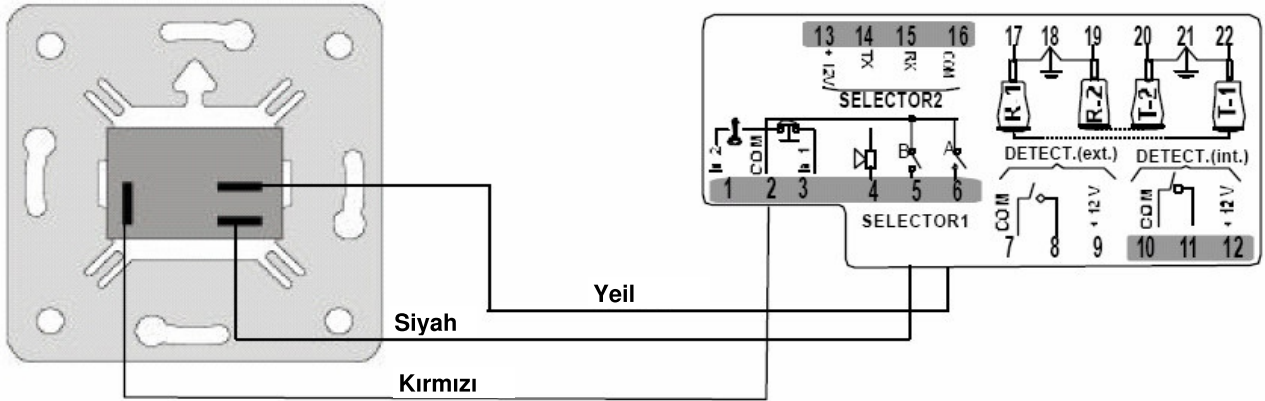 13 14 15 16
+ 12V TX RX COM
SELECTOR2
17 18 19 20 21 22
R-1 R-2 T-2 T-1
DETECT.(ext.) DETECT.(int.)
In 2 COM In 1 B A
1 2 3 4 5 6
SELECTOR1
COM + 12 V COM + 12 V
7 8 9 10 11 12
Yeil
Siyah
Kırmızı